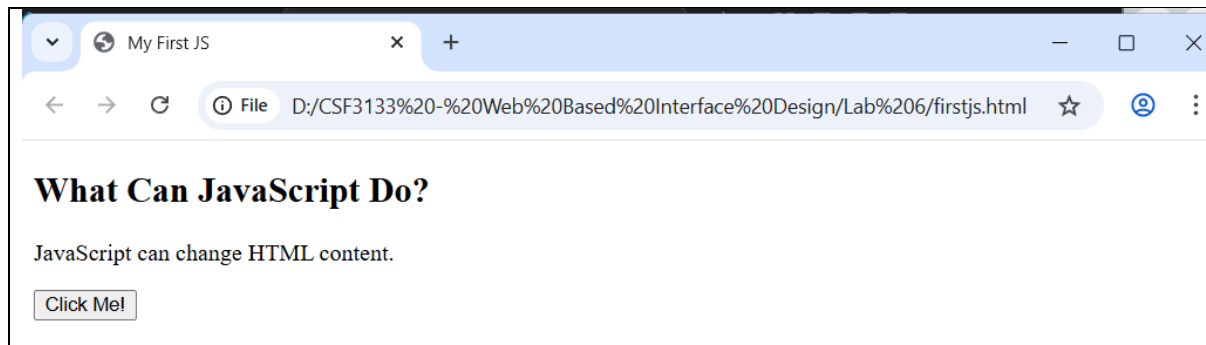 My First JS
File D:/CSF3133%20-%20Web%20Based%20Interface%20Design/Lab%206/firstjs.html
What Can JavaScript Do?
JavaScript can change HTML content.
Click Me!